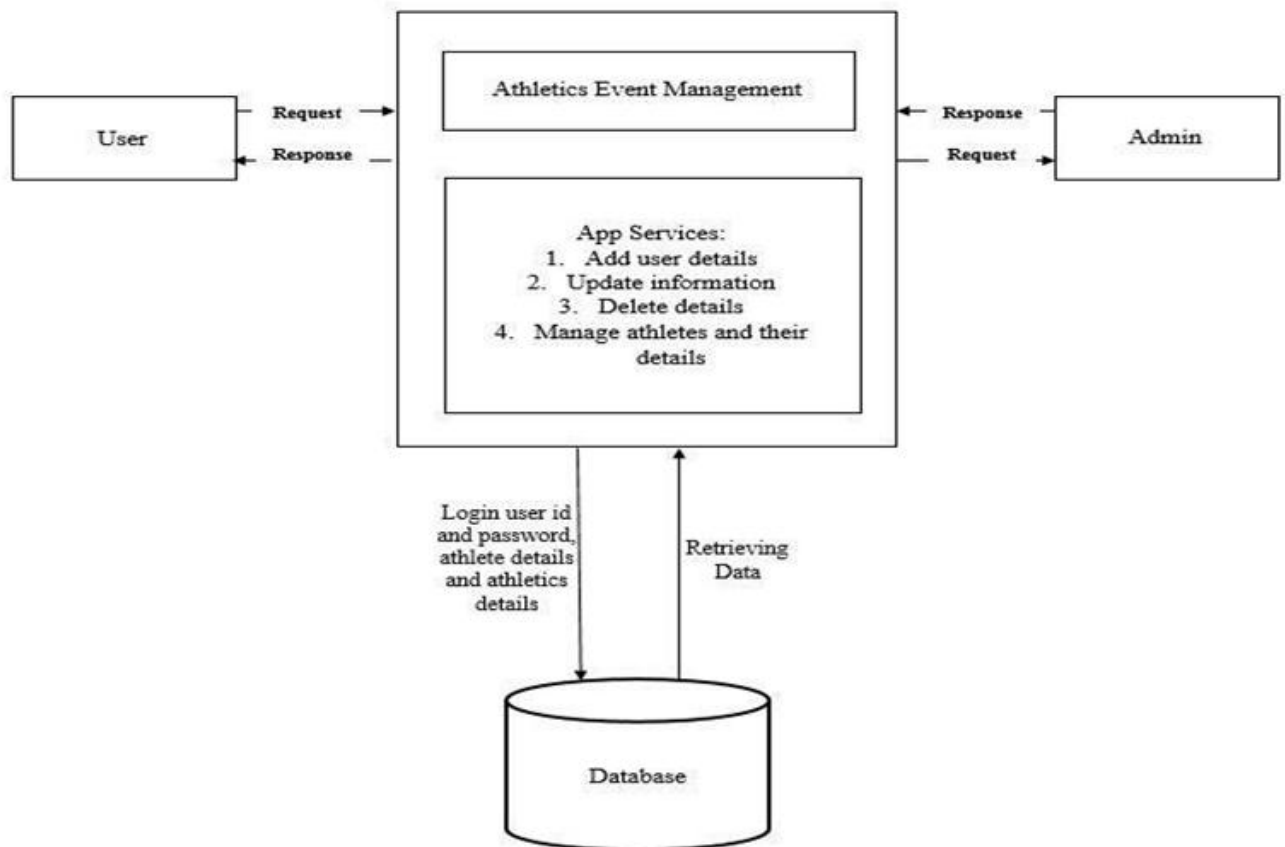 Athletics Event Management
User
Request
Response
Response
Request
Admin
App Services:
1. Add user details
2. Update information
3. Delete details
4. Manage athletes and their
details
Login user id
and password,
athlete details
and athletics
details
Retrieving
Data
Database